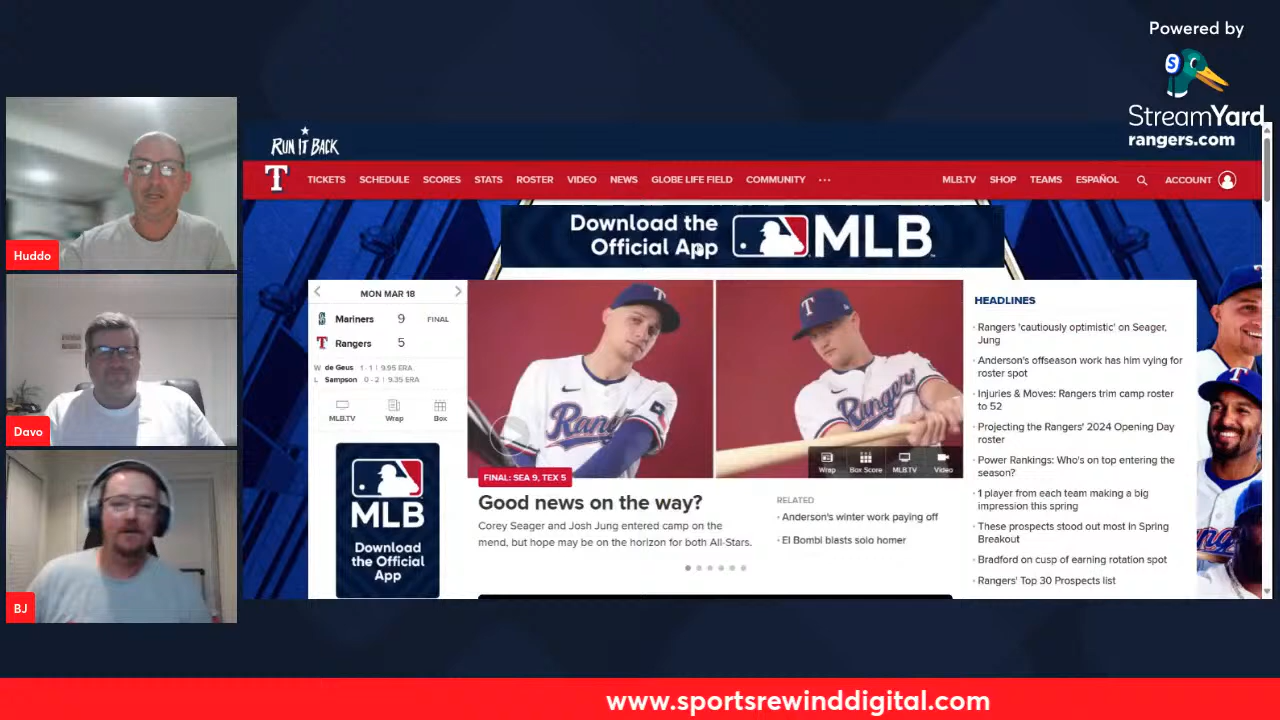 Powered by
StreamYard
rangers.com
Huddo
Davo
BJ
RUN IT BACK
T
TICKETS SCHEDULE SCORES STATS ROSTER VIDEO NEWS GLOBE LIFE FIELD COMMUNITY ...
MLB.TV SHOP TEAMS ESPAÑOL ACCOUNT
Download the
Official App
MLB
MON MAR 18
Mariners 9 FINAL
Rangers 5
W de Geus 1 - 1 | 9.95 ERA
L Sampson 0 - 2 | 9.35 ERA
MLB.TV Wrap Box
MLB
Download
the Official
App
Rangers
Rangers
Wrap Box Score MLB.TV Video
FINAL: SEA 9, TEX 5
Good news on the way?
Corey Seager and Josh Jung entered camp on the
mend, but hope may be on the horizon for both All-Stars.
RELATED
· Anderson's winter work paying off
· El Bombi blasts solo homer
HEADLINES
· Rangers 'cautiously optimistic' on Seager,
Jung
· Anderson's offseason work has him vying for
roster spot
· Injuries & Moves: Rangers trim camp roster
to 52
· Projecting the Rangers' 2024 Opening Day
roster
· Power Rankings: Who's on top entering the
season?
· 1 player from each team making a big
impression this spring
· These prospects stood out most in Spring
Breakout
· Bradford on cusp of earning rotation spot
· Rangers' Top 30 Prospects list
www.sportsrewinddigital.com